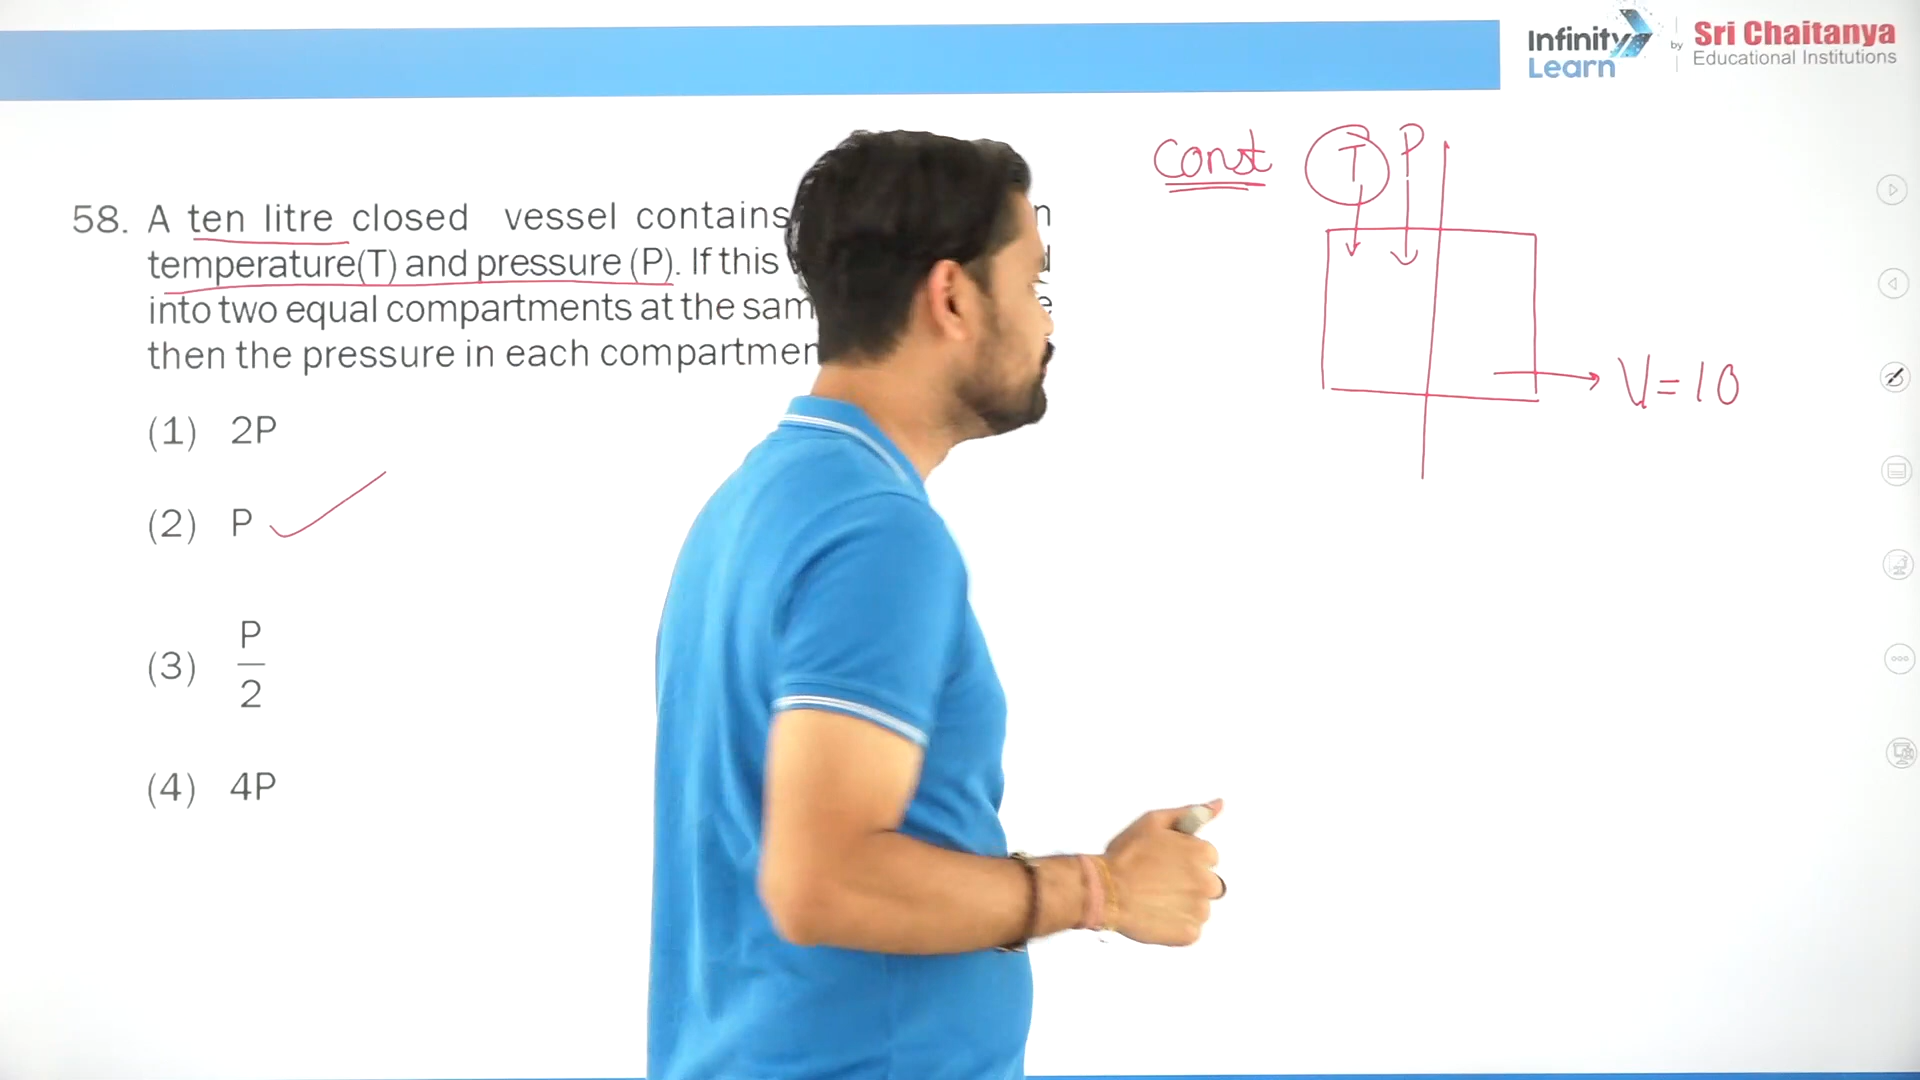 Infinity Learn by Sri Chaitanya Educational Institutions
const T P
58. A ten litre closed vessel contains
temperature(T) and pressure (P). If this
into two equal compartments at the sam
then the pressure in each compartmen
(1) 2P
(2) P
(3) P
2
(4) 4P
V=10